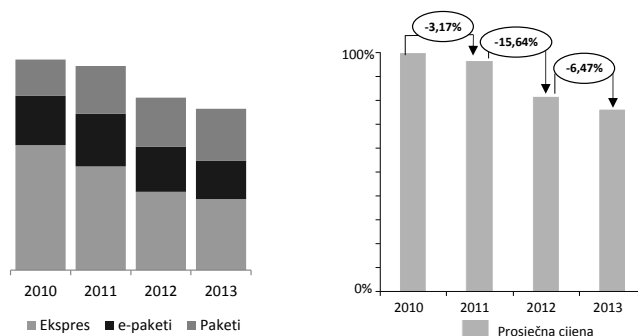 2010 2011 2012 2013
Ekspres e-paketi Paketi
-3,17%
-15,64%
-6,47%
100%
0%
2010 2011 2012 2013
Prosječna cijena